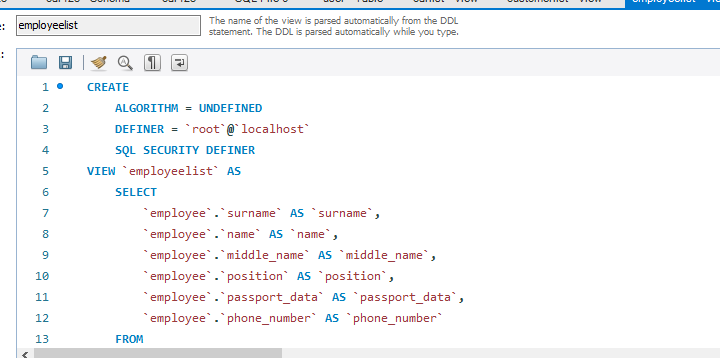 employeelist
The name of the view is parsed automatically from the DDL
statement. The DDL is parsed automatically while you type.
1 CREATE
2 ALGORITHM = UNDEFINED
3 DEFINER = `root`@`localhost`
4 SQL SECURITY DEFINER
5 VIEW `employeelist` AS
6 SELECT
7 `employee`.`surname` AS `surname`,
8 `employee`.`name` AS `name`,
9 `employee`.`middle_name` AS `middle_name`,
10 `employee`.`position` AS `position`,
11 `employee`.`passport_data` AS `passport_data`,
12 `employee`.`phone_number` AS `phone_number`
13 FROM